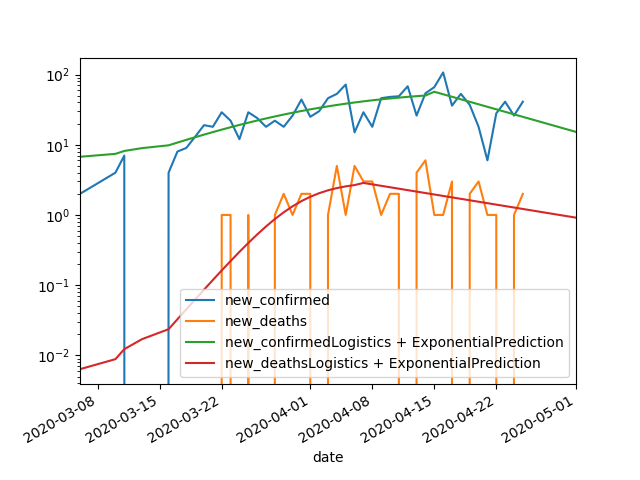 10²
10¹
10⁰
10⁻¹
10⁻²
new_confirmed
new_deaths
new_confirmedLogistics + ExponentialPrediction
new_deathsLogistics + ExponentialPrediction
2020-03-08
2020-03-15
2020-03-22
2020-04-01
2020-04-08
2020-04-15
2020-04-22
2020-05-01
date